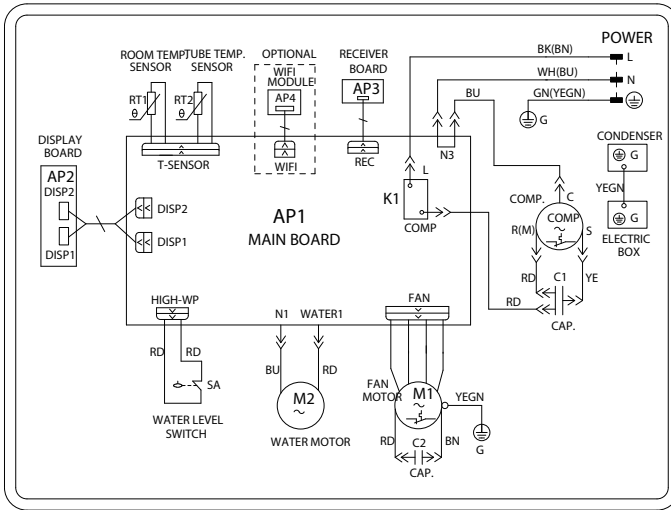 POWER
BK(BN)
L
WH(BU)
N
BU
GN(YEGN)
G
ROOM TEMP.
SENSOR
TUBE TEMP.
SENSOR
OPTIONAL
WIFI
MODULE
RECEIVER
BOARD
RT1
θ
RT2
θ
AP4
AP3
T-SENSOR
WIFI
REC
N3
DISPLAY
BOARD
AP2
DISP2
DISP1
DISP2
DISP1
AP1
MAIN BOARD
L
K1
COMP
CONDENSER
G
YEGN
G
ELECTRIC
BOX
COMP.
C
COMP
~
R(M)
S
RD
C1
YE
RD
CAP.
HIGH-WP
N1
WATER1
FAN
RD
RD
SA
WATER LEVEL
SWITCH
BU
RD
M2
~
WATER MOTOR
FAN
MOTOR
M1
~
YEGN
G
RD
C2
BN
CAP.